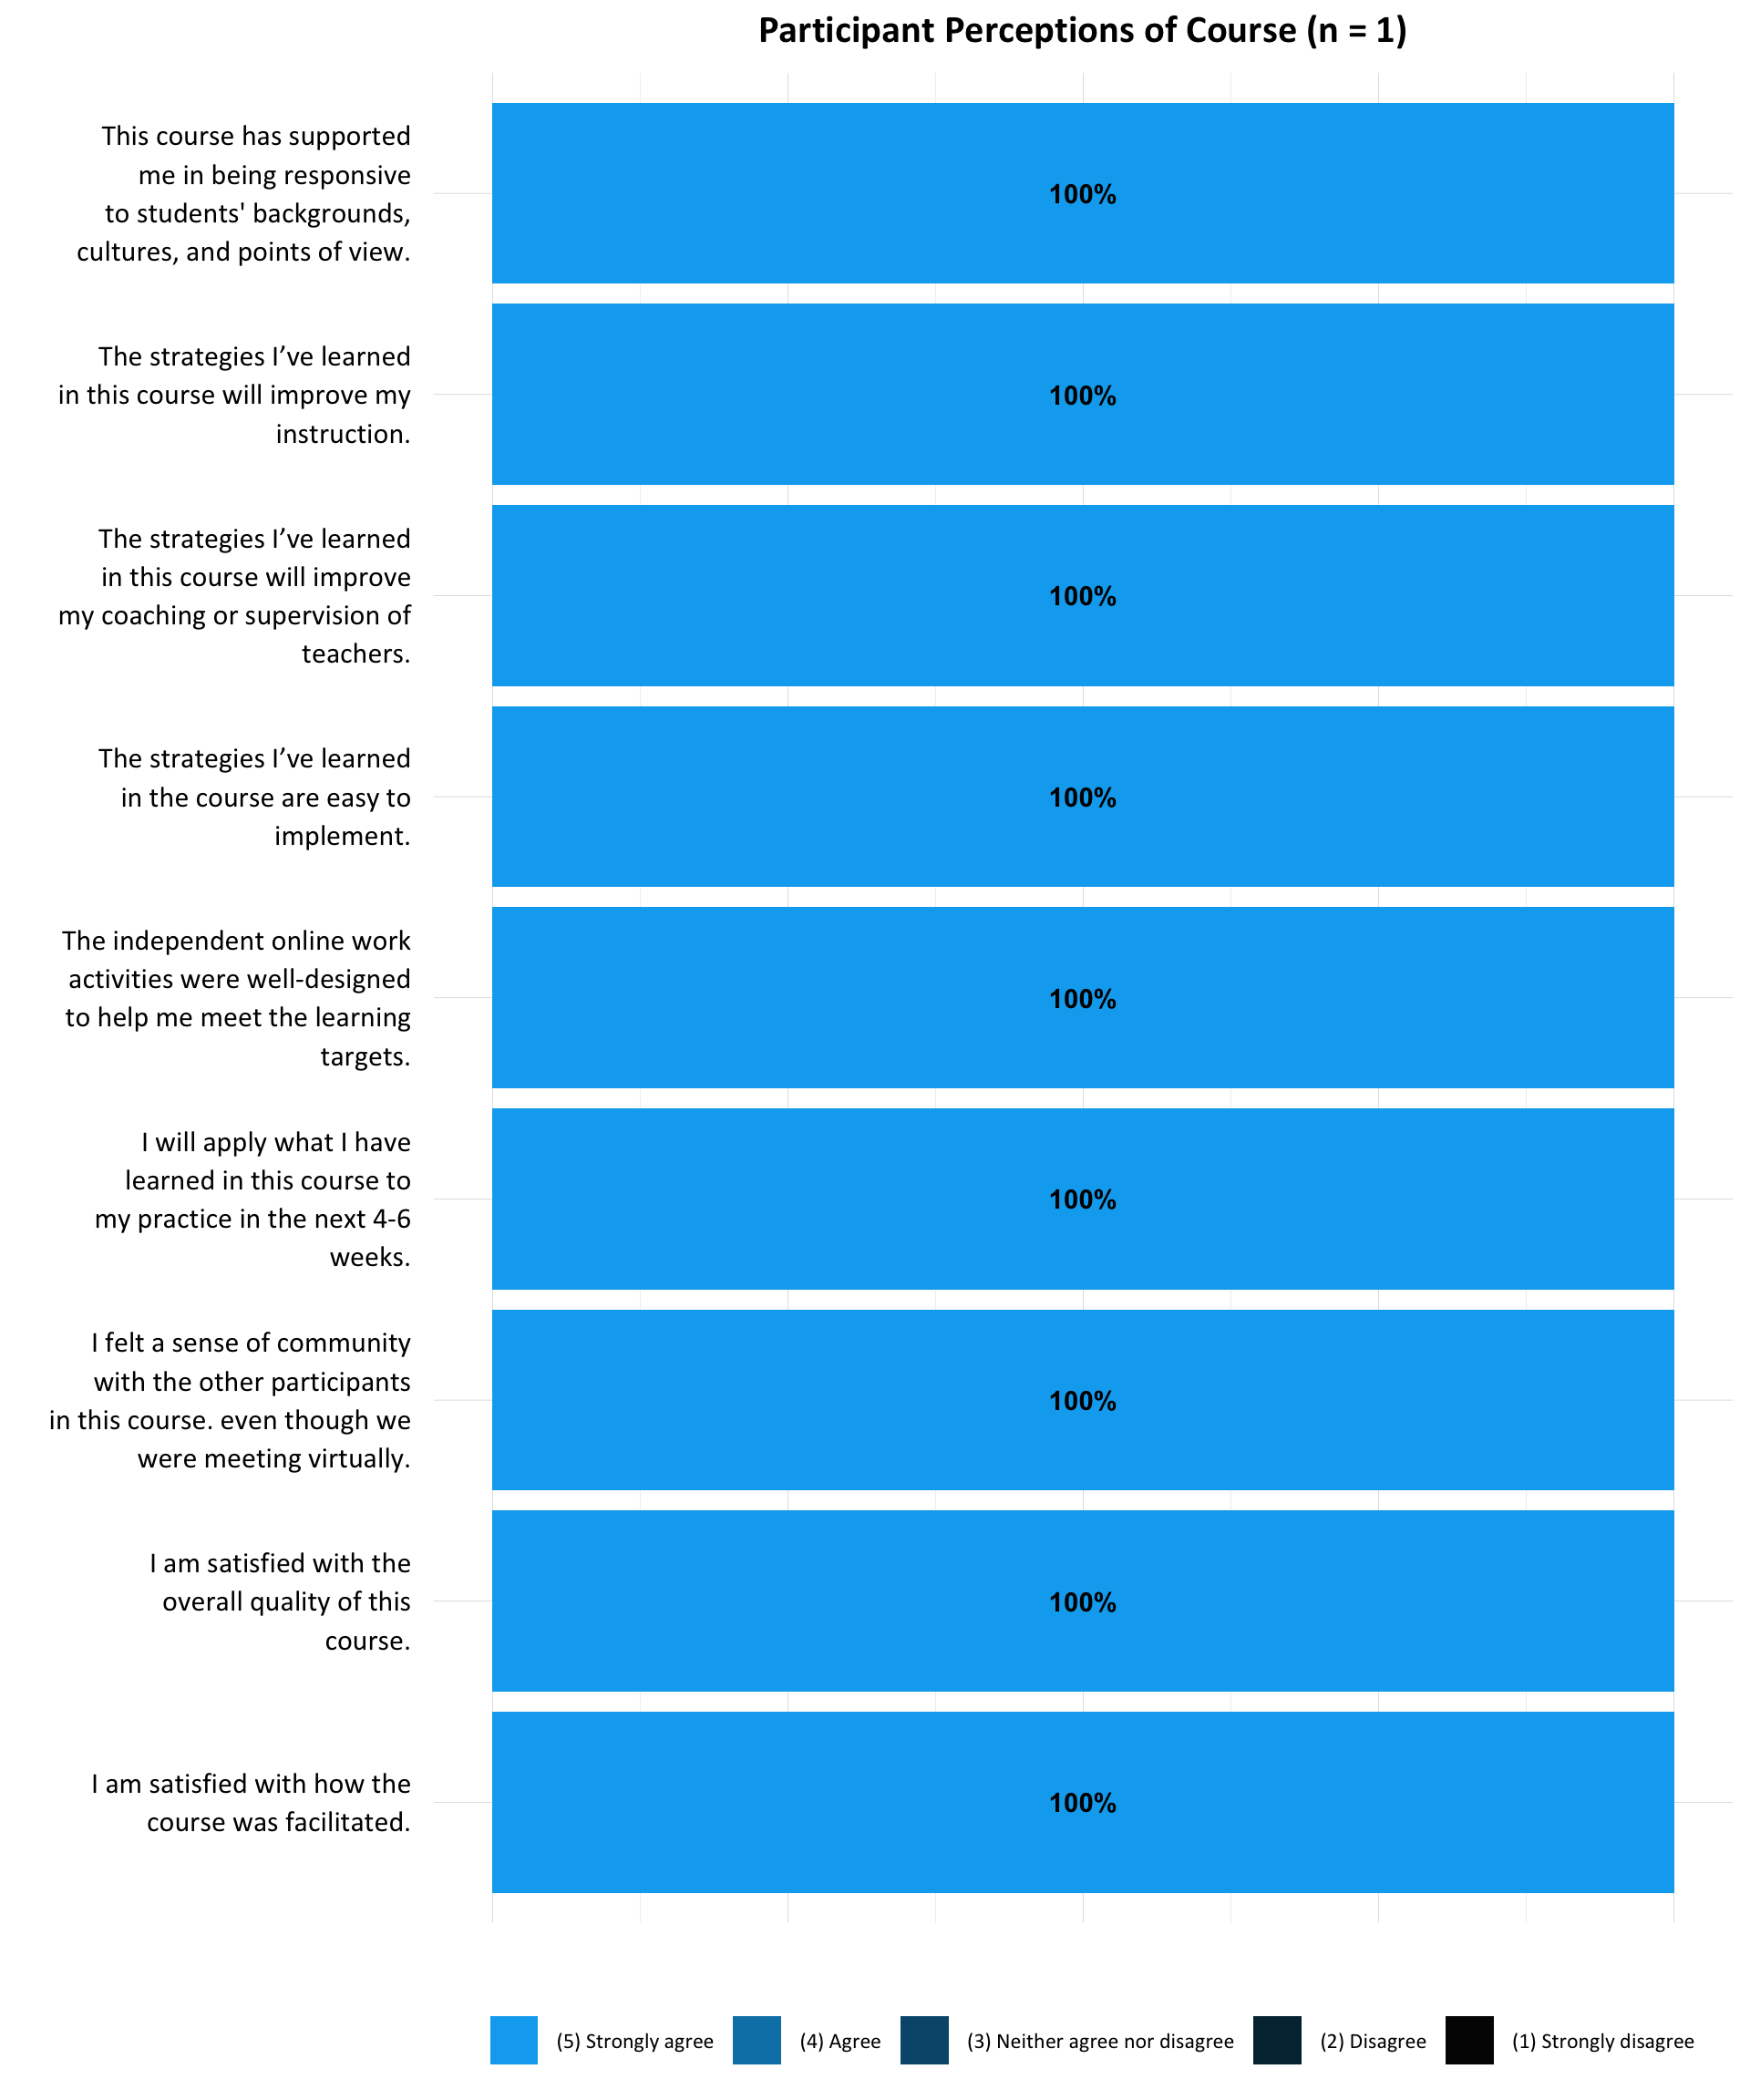 Participant Perceptions of Course (n = 1)
This course has supported
me in being responsive
to students' backgrounds,
cultures, and points of view.
100%
The strategies I’ve learned
in this course will improve my
instruction.
100%
The strategies I’ve learned
in this course will improve
my coaching or supervision of
teachers.
100%
The strategies I’ve learned
in the course are easy to
implement.
100%
The independent online work
activities were well-designed
to help me meet the learning
targets.
100%
I will apply what I have
learned in this course to
my practice in the next 4-6
weeks.
100%
I felt a sense of community
with the other participants
in this course. even though we
were meeting virtually.
100%
I am satisfied with the
overall quality of this
course.
100%
I am satisfied with how the
course was facilitated.
100%
(5) Strongly agree (4) Agree (3) Neither agree nor disagree (2) Disagree (1) Strongly disagree